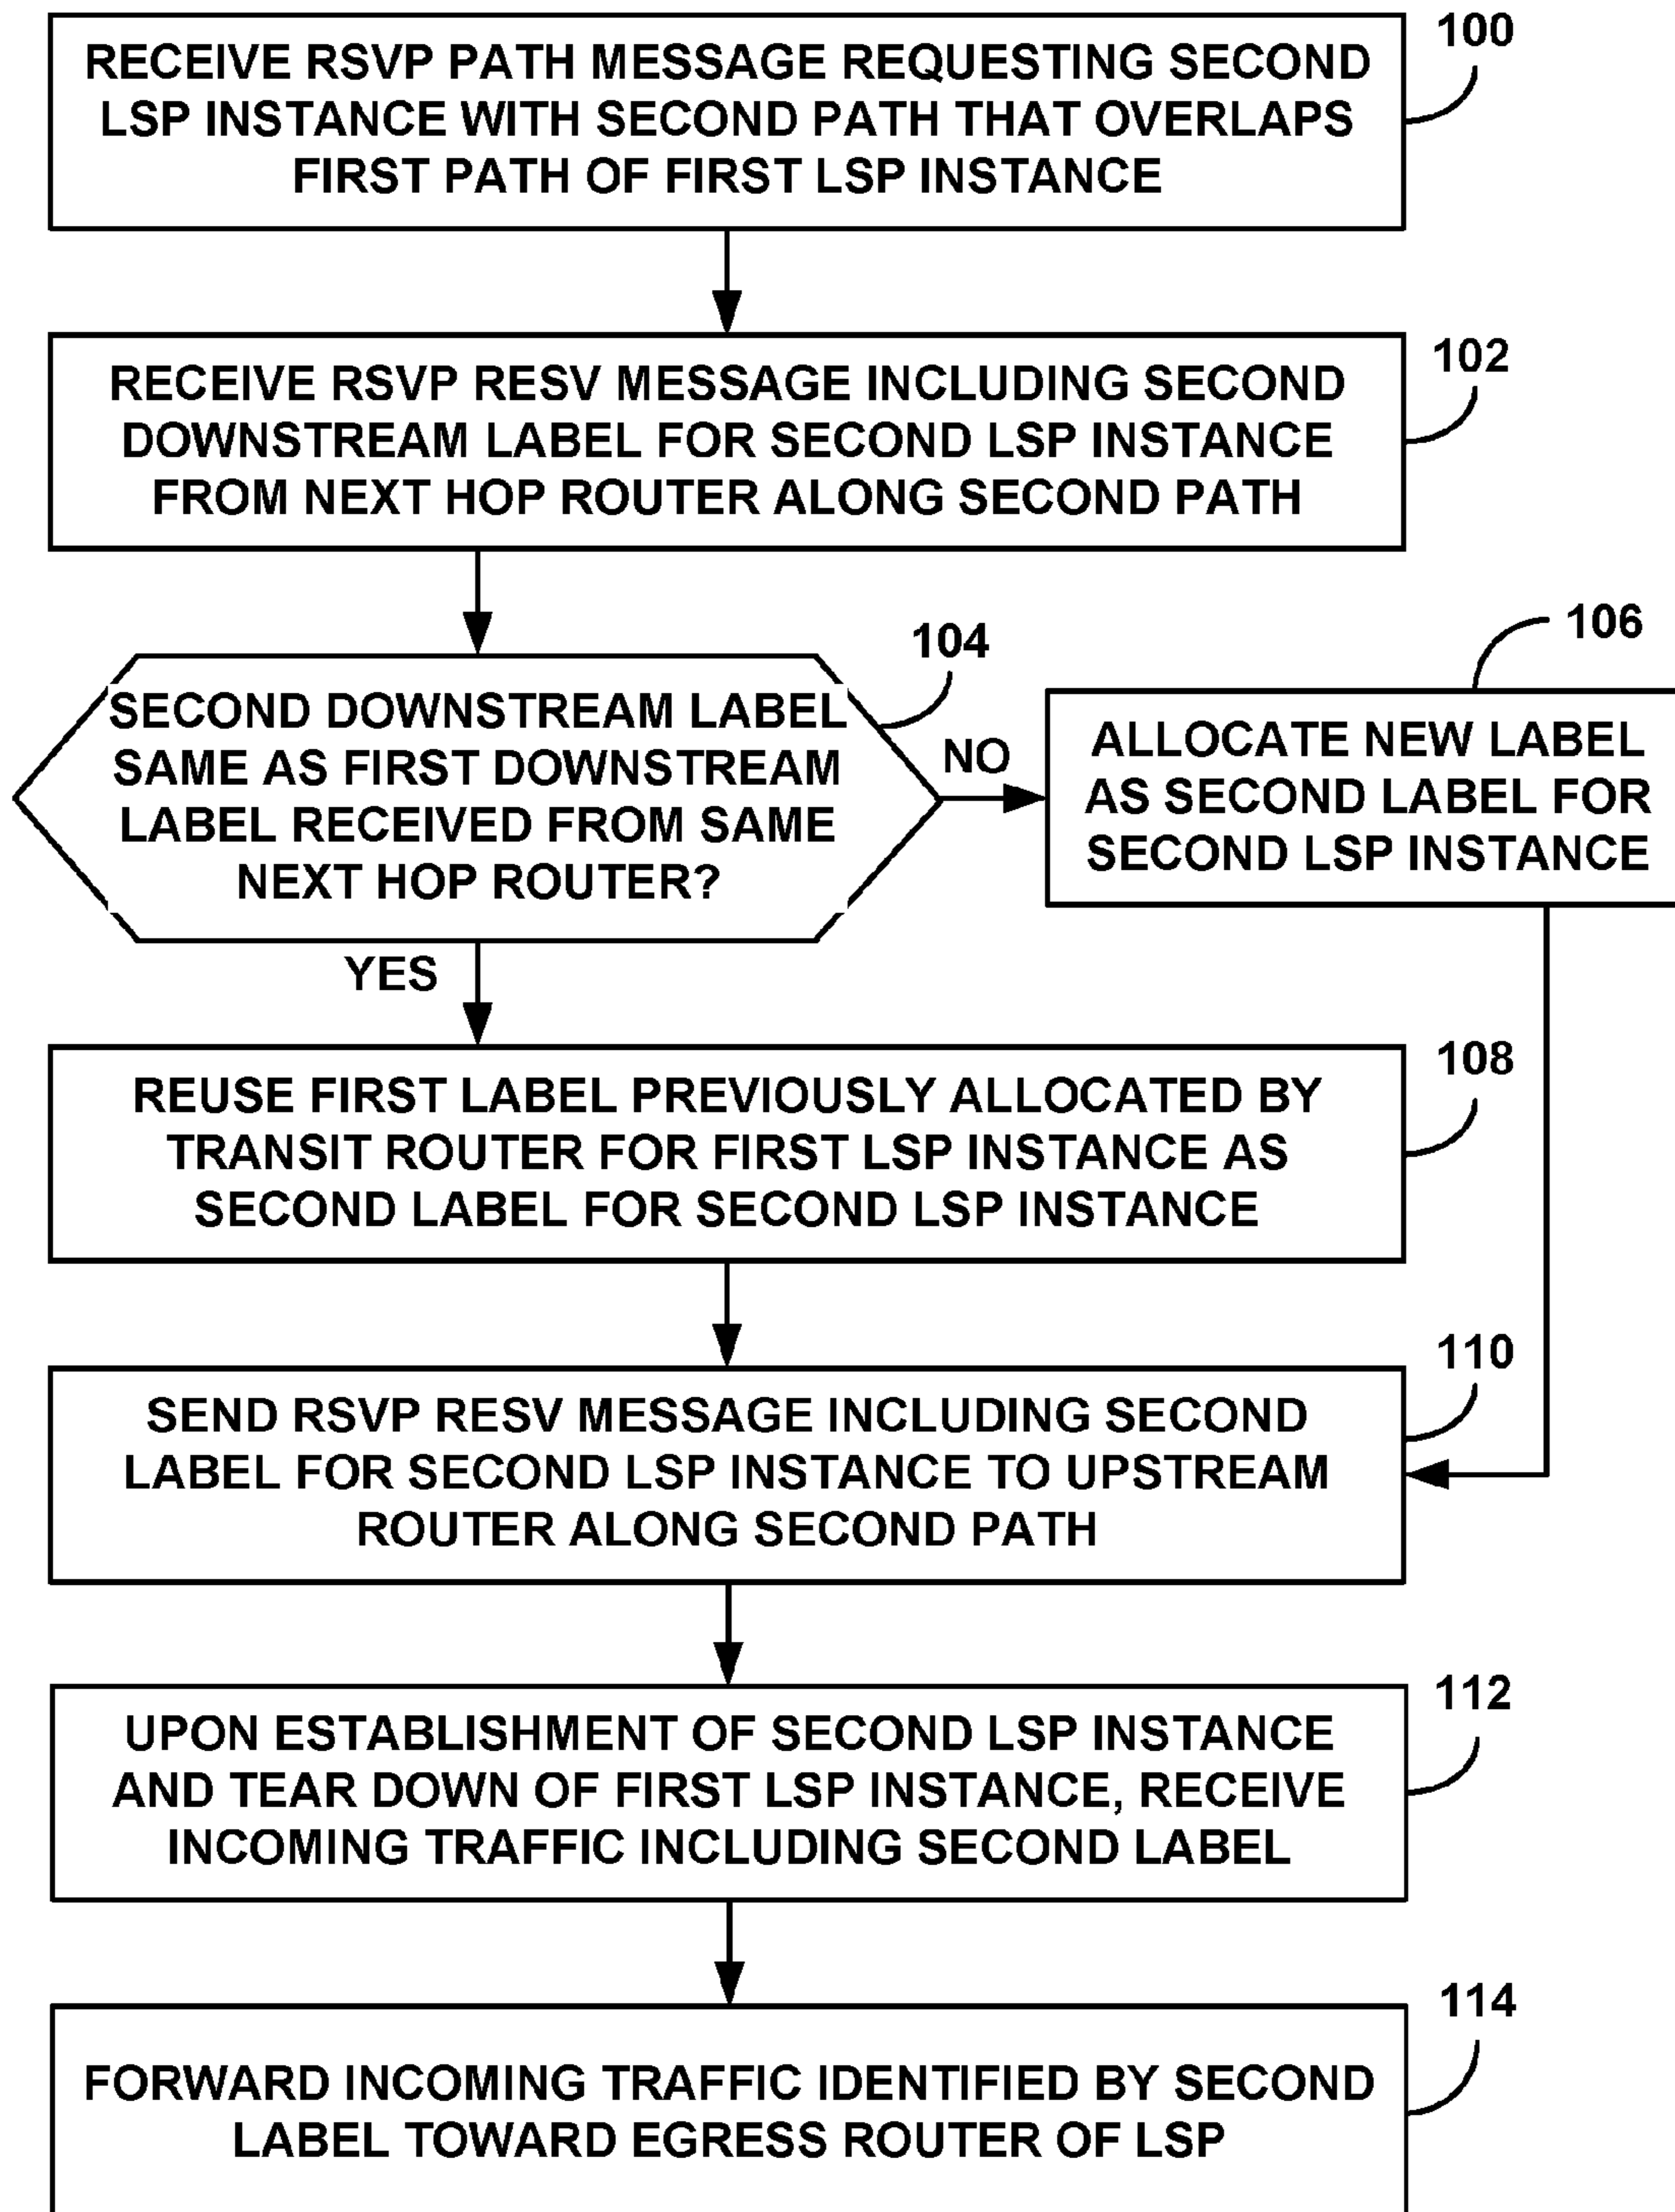 100
RECEIVE RSVP PATH MESSAGE REQUESTING SECOND
LSP INSTANCE WITH SECOND PATH THAT OVERLAPS
FIRST PATH OF FIRST LSP INSTANCE
102
RECEIVE RSVP RESV MESSAGE INCLUDING SECOND
DOWNSTREAM LABEL FOR SECOND LSP INSTANCE
FROM NEXT HOP ROUTER ALONG SECOND PATH
104
SECOND DOWNSTREAM LABEL
SAME AS FIRST DOWNSTREAM
LABEL RECEIVED FROM SAME
NEXT HOP ROUTER?
NO
106
ALLOCATE NEW LABEL
AS SECOND LABEL FOR
SECOND LSP INSTANCE
YES
108
REUSE FIRST LABEL PREVIOUSLY ALLOCATED BY
TRANSIT ROUTER FOR FIRST LSP INSTANCE AS
SECOND LABEL FOR SECOND LSP INSTANCE
110
SEND RSVP RESV MESSAGE INCLUDING SECOND
LABEL FOR SECOND LSP INSTANCE TO UPSTREAM
ROUTER ALONG SECOND PATH
112
UPON ESTABLISHMENT OF SECOND LSP INSTANCE
AND TEAR DOWN OF FIRST LSP INSTANCE, RECEIVE
INCOMING TRAFFIC INCLUDING SECOND LABEL
114
FORWARD INCOMING TRAFFIC IDENTIFIED BY SECOND
LABEL TOWARD EGRESS ROUTER OF LSP